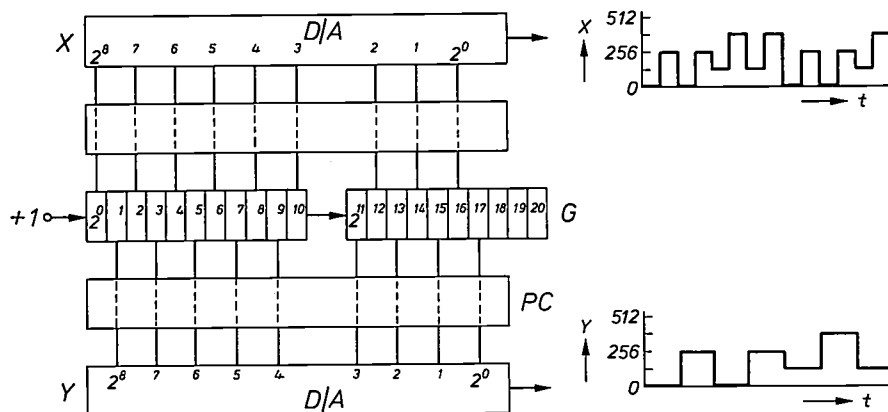 D/A
X 2⁸ 7 6 5 4 3 2 1 2⁰
+1 2⁰ 1 2 3 4 5 6 7 8 9 10 2¹¹ 12 13 14 15 16 17 18 19 20 G
PC
2⁸ 7 6 5 4 3 2 1 2⁰
Y D/A
512
X 256
0
t
512
Y 256
0
t